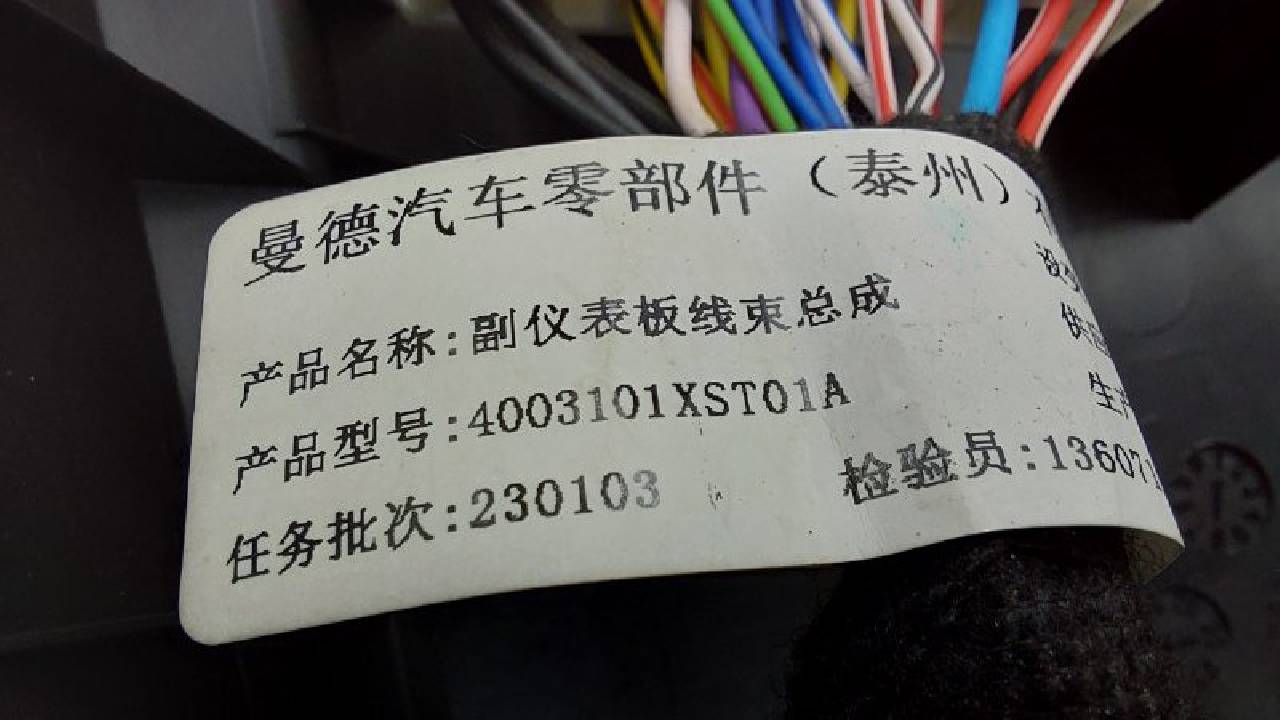 曼德汽车零部件（泰州）
产品名称:副仪表板线束总成
产品型号:4003101XST01A
任务批次:230103
检验员:136071